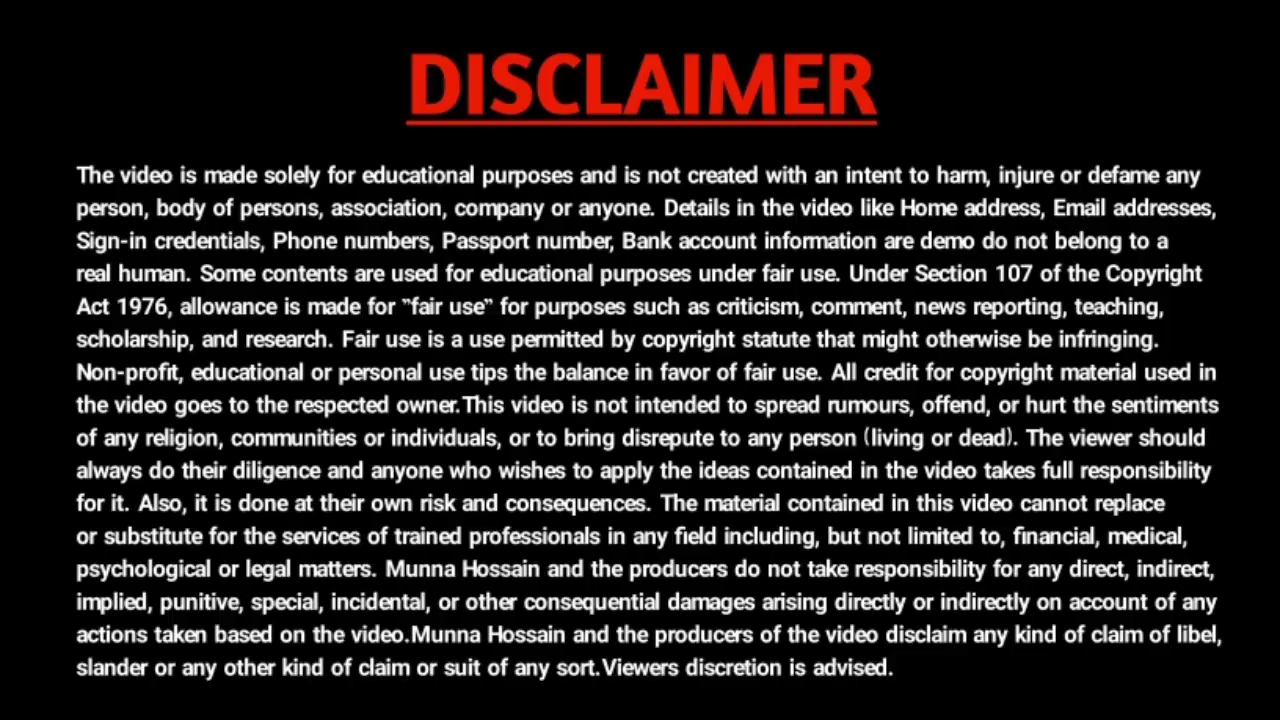 DISCLAIMER
The video is made solely for educational purposes and is not created with an intent to harm, injure or defame any
person, body of persons, association, company or anyone. Details in the video like Home address, Email addresses,
Sign-in credentials, Phone numbers, Passport number, Bank account information are demo do not belong to a
real human. Some contents are used for educational purposes under fair use. Under Section 107 of the Copyright
Act 1976, allowance is made for "fair use" for purposes such as criticism, comment, news reporting, teaching,
scholarship, and research. Fair use is a use permitted by copyright statute that might otherwise be infringing.
Non-profit, educational or personal use tips the balance in favor of fair use. All credit for copyright material used in
the video goes to the respected owner.This video is not intended to spread rumours, offend, or hurt the sentiments
of any religion, communities or individuals, or to bring disrepute to any person (living or dead). The viewer should
always do their diligence and anyone who wishes to apply the ideas contained in the video takes full responsibility
for it. Also, it is done at their own risk and consequences. The material contained in this video cannot replace
or substitute for the services of trained professionals in any field including, but not limited to, financial, medical,
psychological or legal matters. Munna Hossain and the producers do not take responsibility for any direct, indirect,
implied, punitive, special, incidental, or other consequential damages arising directly or indirectly on account of any
actions taken based on the video.Munna Hossain and the producers of the video disclaim any kind of claim of libel,
slander or any other kind of claim or suit of any sort.Viewers discretion is advised.